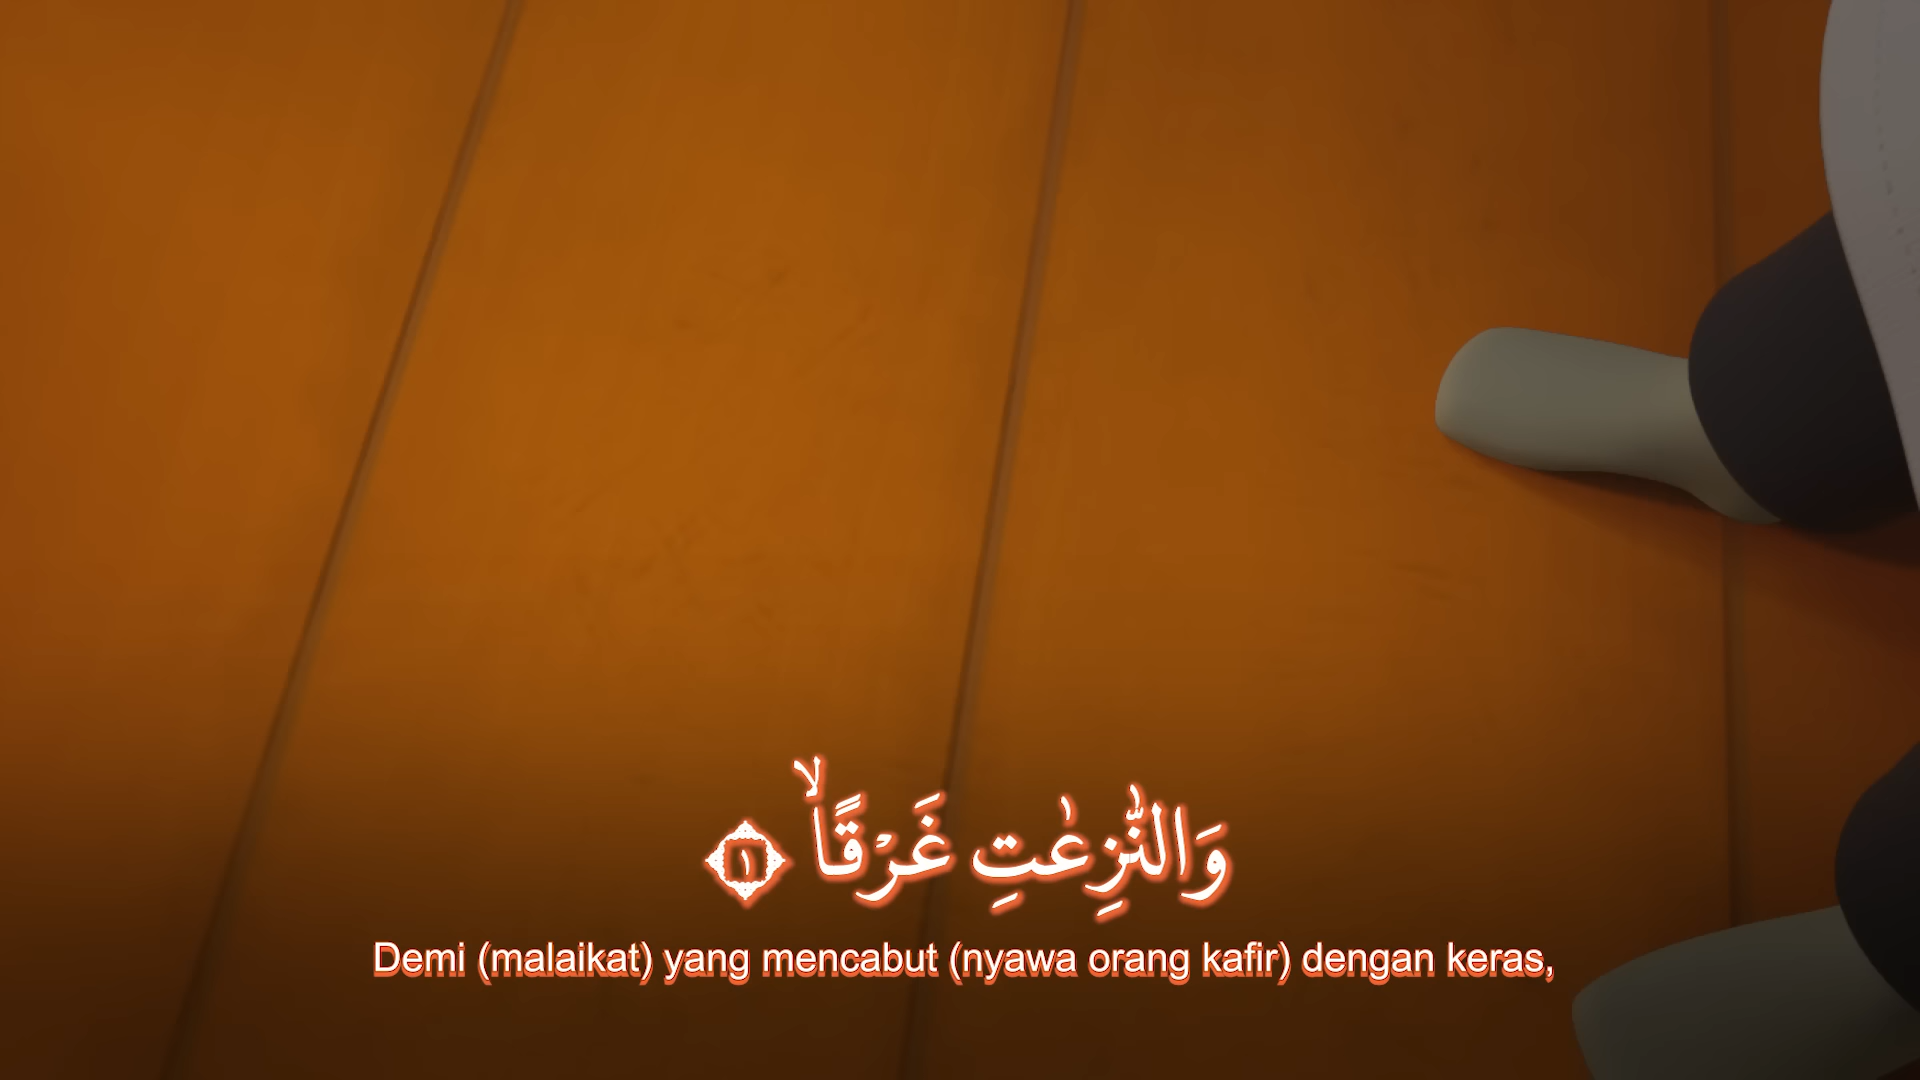 وَالنّٰزِعٰتِ غَرْقًاۙ ١
Demi (malaikat) yang mencabut (nyawa orang kafir) dengan keras,